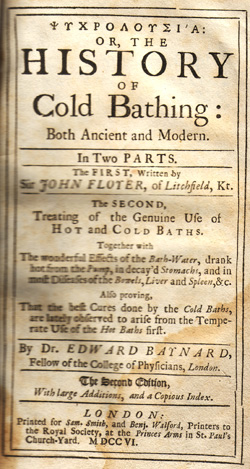 ΨΥΧΡΟΛΟΥΣΙ'Α:
OR, THE
HISTORY
OF
Cold Bathing:
Both Ancient and Modern.
In Two PARTS.
The FIRST, Written by
Sir JOHN FLOYER, of Litchfield, Kt.
The SECOND,
Treating of the Genuine Use of
HOT and COLD BATHS.
Together with
The wonderful Effects of the Bath-Water, drank
hot from the Pump, in decay'd Stomachs, and in
most Diseases of the Bowels, Liver and Spleen, &c.
Also proving,
That the best Cures done by the Cold Baths,
are lately observed to arise from the Tempe-
rate Use of the Hot Baths first.
By Dr. EDWARD BAYNARD,
Fellow of the College of Physicians, London.
The Second Edition,
With large Additions, and a Copious Index.
LONDON:
Printed for Sam. Smith, and Benj. Walford, Printers to
the Royal Society, at the Princes Arms in St. Paul's
Church-Yard. MDCCVI.